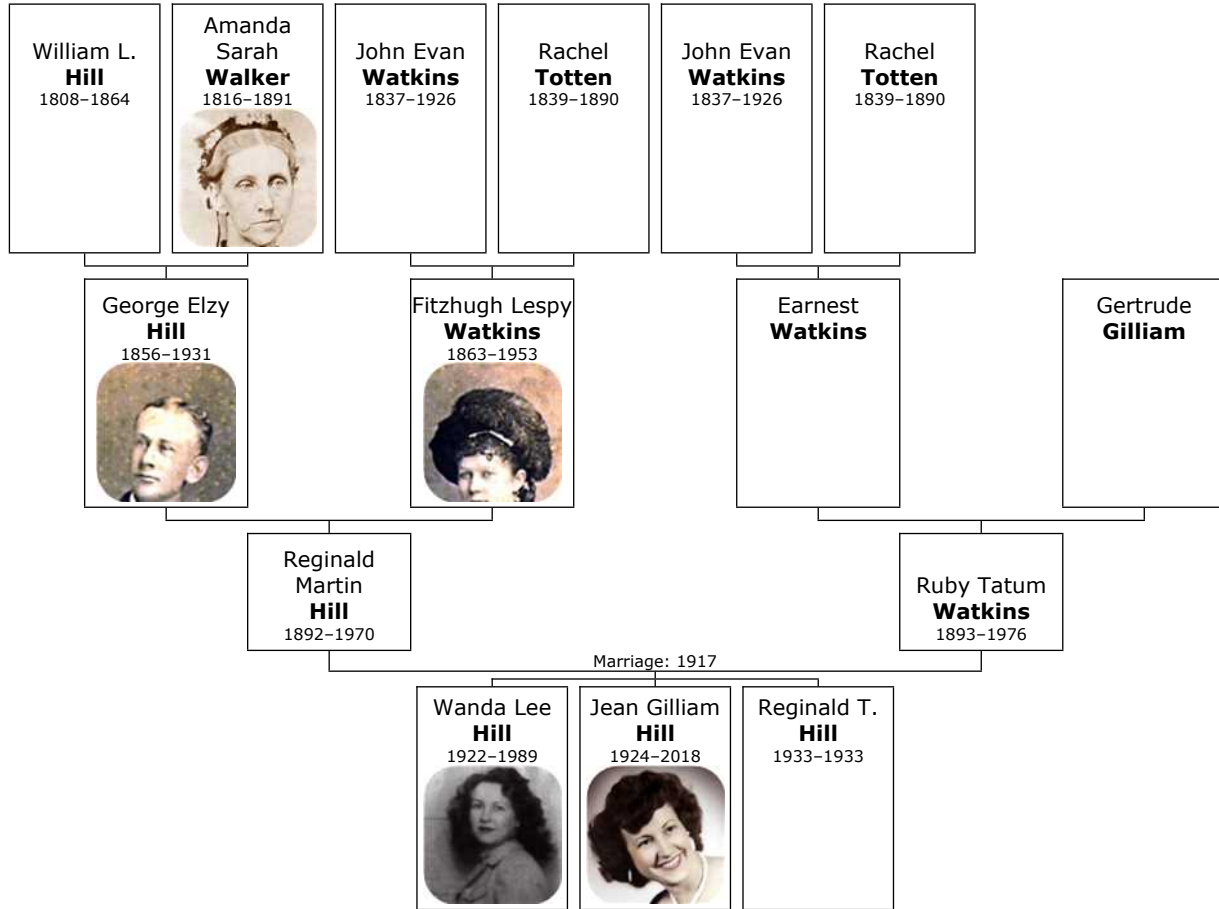 William L.
Hill
1808–1864
Amanda
Sarah
Walker
1816–1891
John Evan
Watkins
1837–1926
Rachel
Totten
1839–1890
John Evan
Watkins
1837–1926
Rachel
Totten
1839–1890
George Elzy
Hill
1856–1931
Fitzhugh Lespy
Watkins
1863–1953
Earnest
Watkins
Gertrude
Gilliam
Reginald
Martin
Hill
1892–1970
Ruby Tatum
Watkins
1893–1976
Marriage: 1917
Wanda Lee
Hill
1922–1989
Jean Gilliam
Hill
1924–2018
Reginald T.
Hill
1933–1933